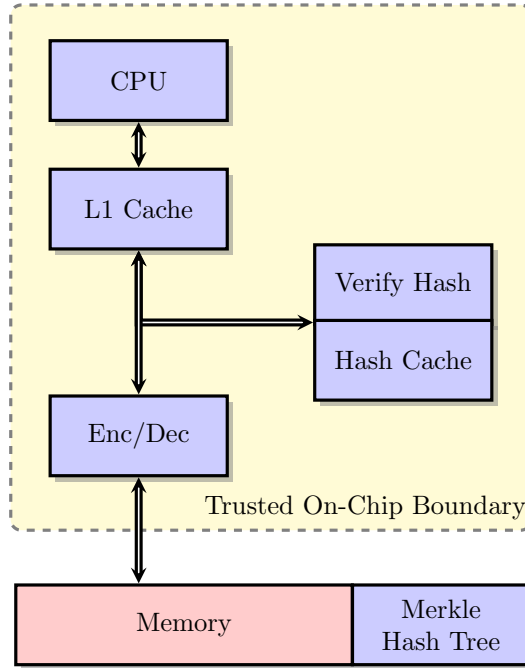 CPU
L1 Cache
Verify Hash
Hash Cache
Enc/Dec
Trusted On-Chip Boundary
Memory
Merkle
Hash Tree